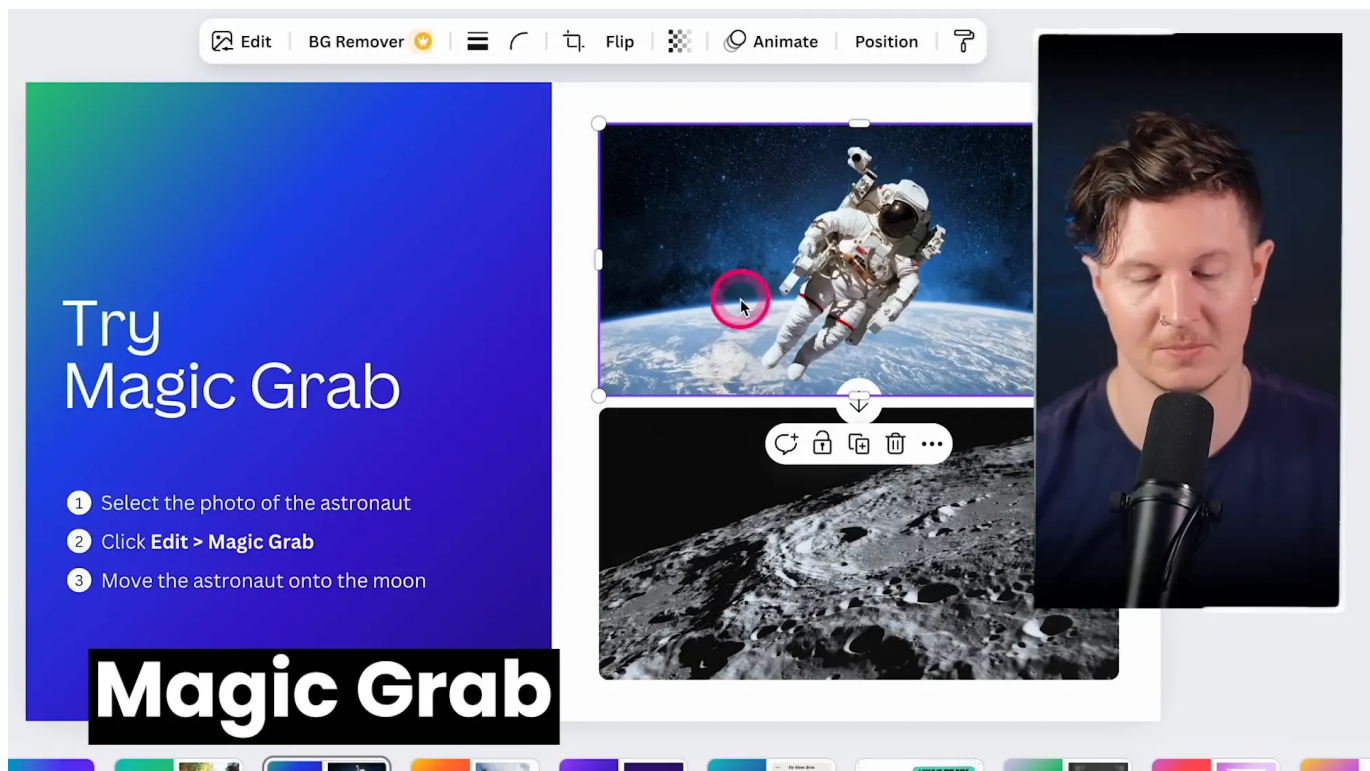 Edit BG Remover Flip Animate Position
Try
Magic Grab
1 Select the photo of the astronaut
2 Click Edit > Magic Grab
3 Move the astronaut onto the moon
Magic Grab